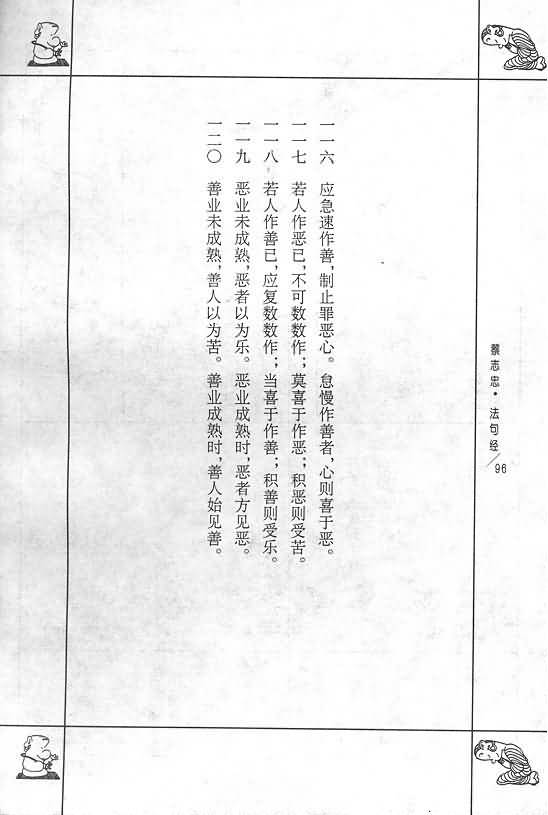 一一六 应急速作善，制止罪恶心。怠慢作善者，心则喜于恶。
一一七 若人作恶已，不可数数作；莫喜于作恶；积恶则受苦。
一一八 若人作善已，应复数数作；当喜于作善；积善则受乐。
一一九 恶业未成熟，恶者以为乐。恶业成熟时，恶者方见恶。
一二〇 善业未成熟，善人以为苦。善业成熟时，善人始见善。
蔡志忠·法句经/96